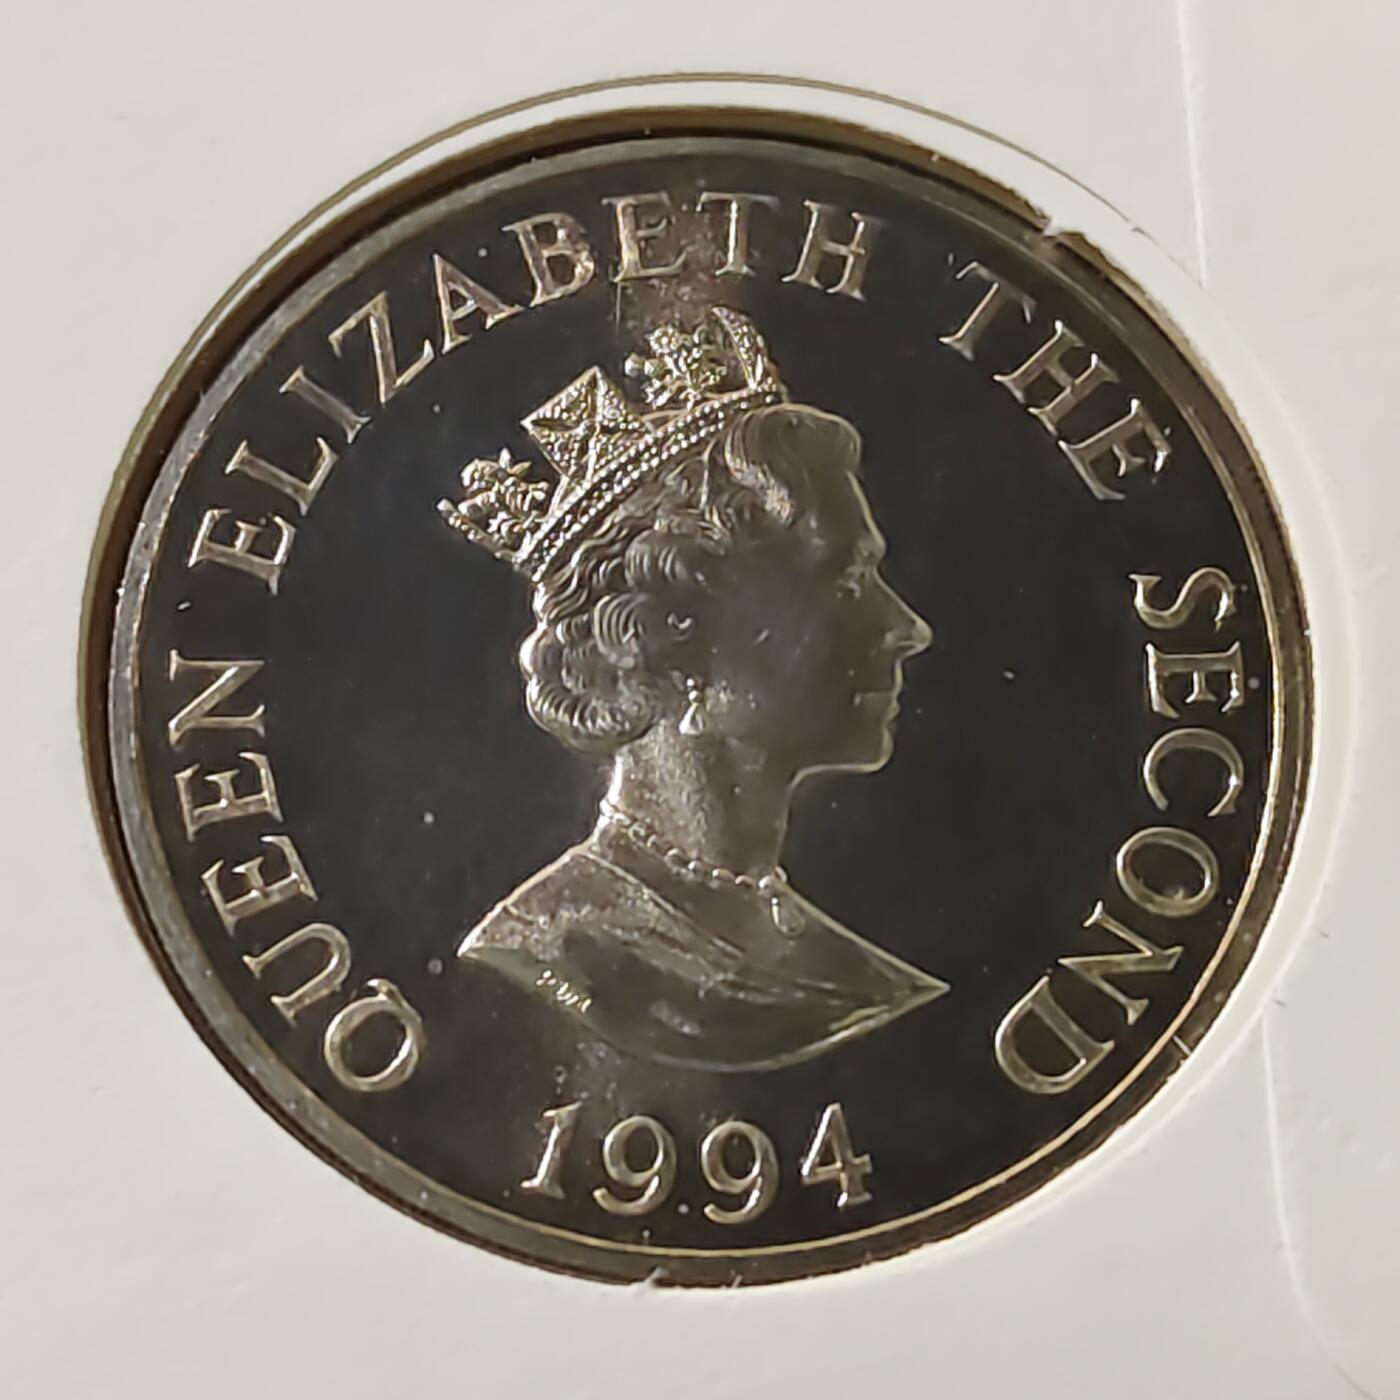 QUEEN ELIZABETH THE SECOND
1994